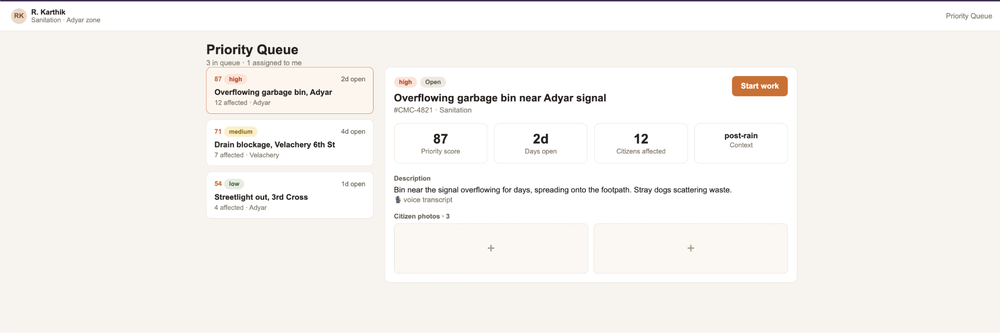 RK
R. Karthik
Sanitation · Adyar zone
Priority Queue
Priority Queue
3 in queue · 1 assigned to me
87 high 2d open
Overflowing garbage bin, Adyar
12 affected · Adyar
71 medium 4d open
Drain blockage, Velachery 6th St
7 affected · Velachery
54 low 1d open
Streetlight out, 3rd Cross
4 affected · Adyar
high Open
Start work
Overflowing garbage bin near Adyar signal
#CMC-4821 · Sanitation
87
Priority score
2d
Days open
12
Citizens affected
post-rain
Context
Description
Bin near the signal overflowing for days, spreading onto the footpath. Stray dogs scattering waste.
🎙️ voice transcript
Citizen photos · 3
+
+